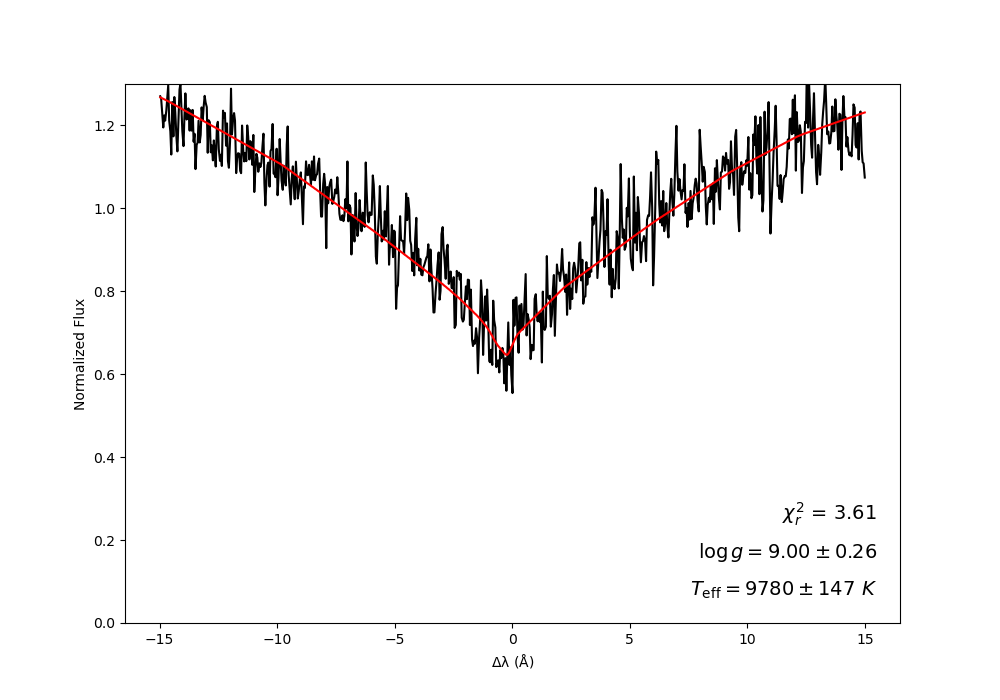 1.2
1.0
0.8
0.6
0.4
0.2
0.0
Normalized Flux
χ²ᵣ = 3.61
log g = 9.00 ± 0.26
T_eff = 9780 ± 147 K
−15 −10 −5 0 5 10 15
Δλ (Å)